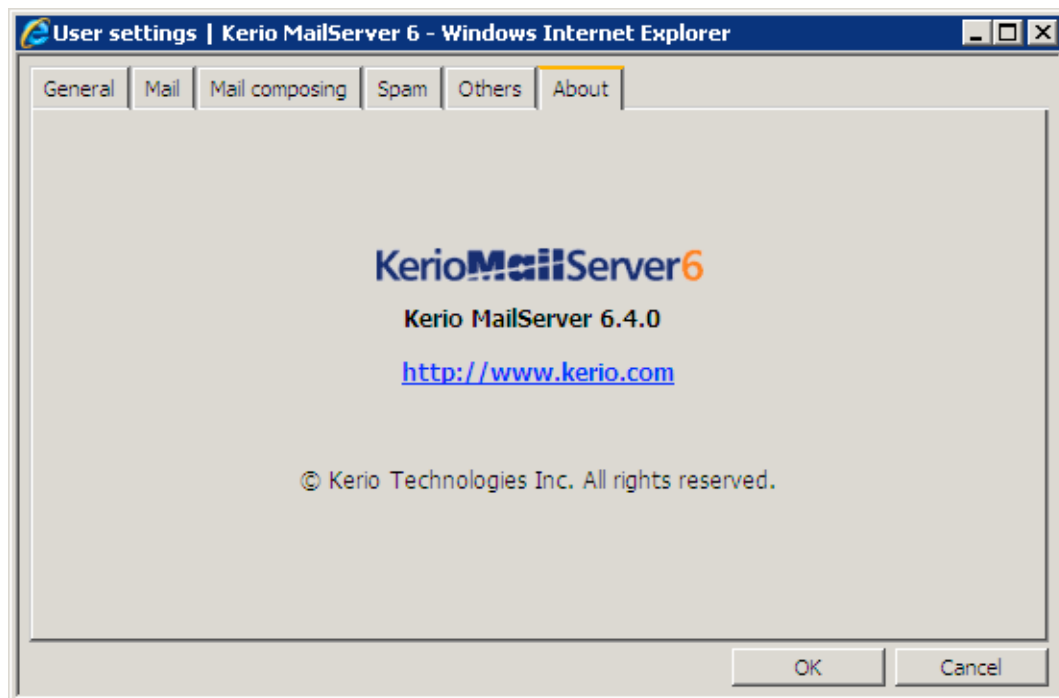 User settings | Kerio MailServer 6 - Windows Internet Explorer
General Mail Mail composing Spam Others About
KerioMailServer6
Kerio MailServer 6.4.0
http://www.kerio.com
© Kerio Technologies Inc. All rights reserved.
OK Cancel